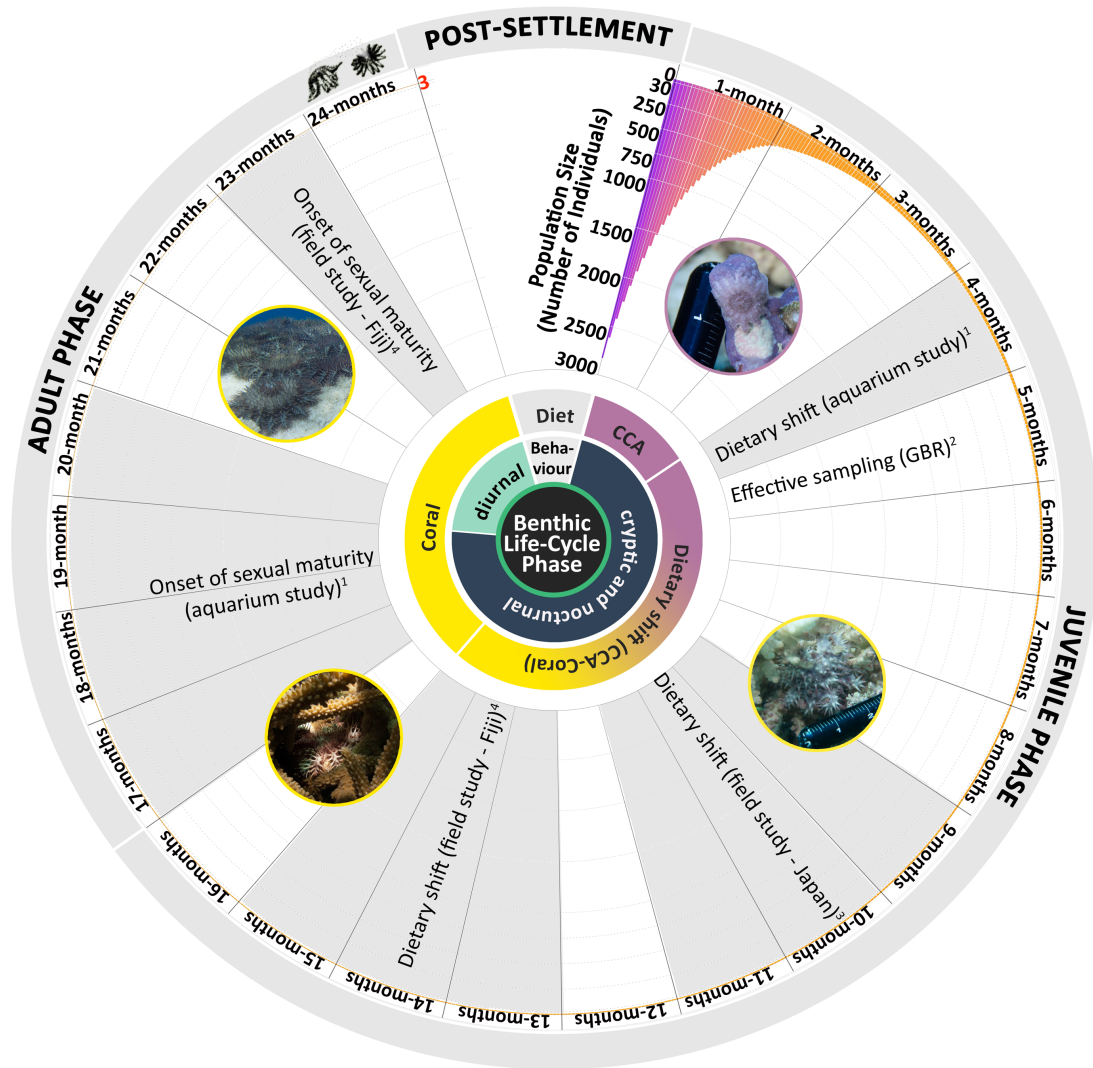 POST-SETTLEMENT
JUVENILE PHASE
ADULT PHASE
0
30
250
500
750
1000
1500
2000
2500
3000
Population Size
(Number of Individuals)
1-month
2-months
3-months
4-months
5-months
6-months
7-months
8-months
9-months
10-months
11-months
12-months
13-months
14-months
15-months
16-months
17-months
18-months
19-month
20-month
21-months
22-months
23-months
24-months
3
Dietary shift (aquarium study)¹
Effective sampling (GBR)²
Dietary shift (field study - Japan)³
Dietary shift (field study - Fiji)⁴
Onset of sexual maturity
(aquarium study)¹
Onset of sexual maturity
(field study - Fiji)⁴
Diet
CCA
Dietary shift (CCA-Coral)
Coral
Beha-
viour
cryptic and nocturnal
diurnal
Benthic
Life-Cycle
Phase